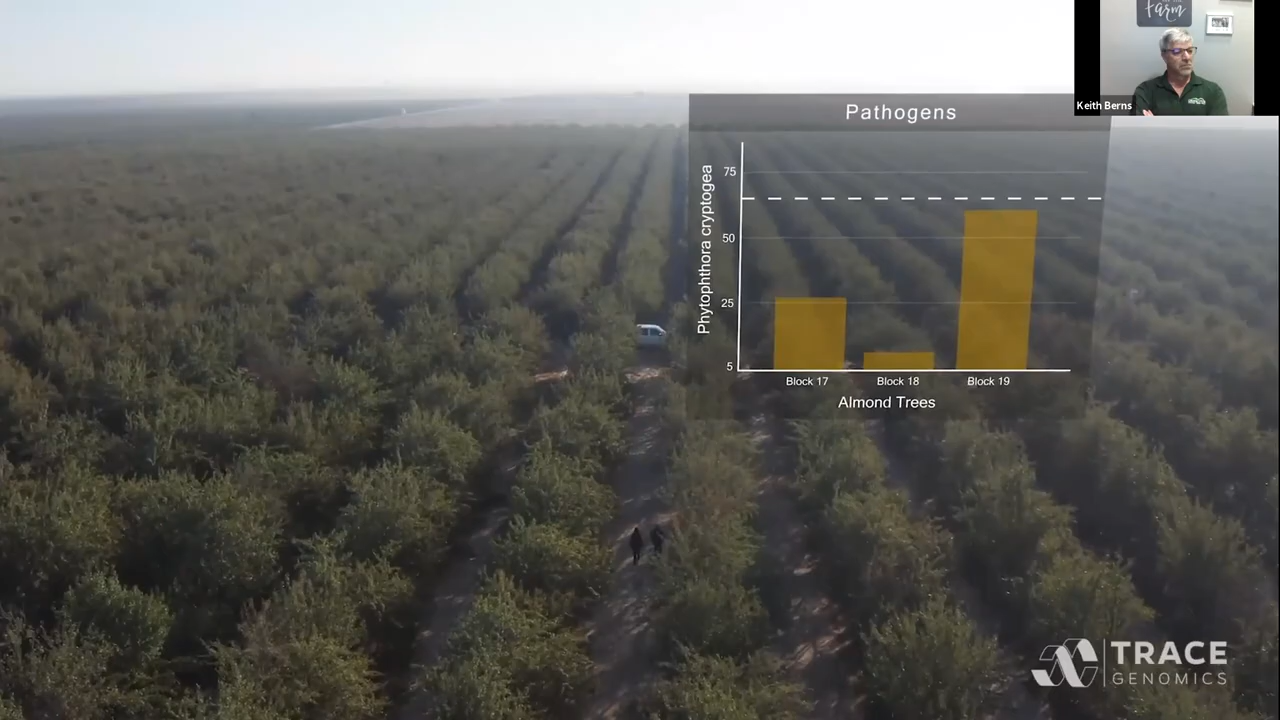 Farm
Keith Berns
Pathogens
Phytophthora cryptogea
75
50
25
5
Block 17
Block 18
Block 19
Almond Trees
TRACE
GENOMICS